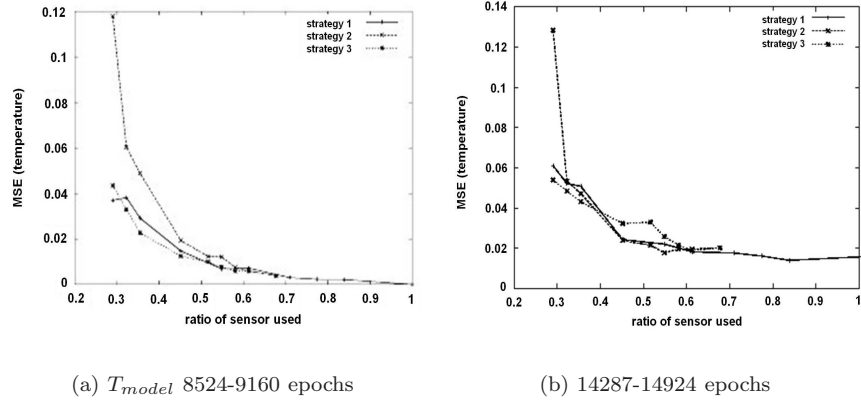 0.12
0.1
0.08
0.06
0.04
0.02
0
MSE (temperature)
strategy 1
strategy 2
strategy 3
0.2 0.3 0.4 0.5 0.6 0.7 0.8 0.9 1
ratio of sensor used
(a) T_model 8524-9160 epochs
0.14
0.12
0.1
0.08
0.06
0.04
0.02
0
MSE (temperature)
strategy 1
strategy 2
strategy 3
0.2 0.3 0.4 0.5 0.6 0.7 0.8 0.9 1
ratio of sensor used
(b) 14287-14924 epochs